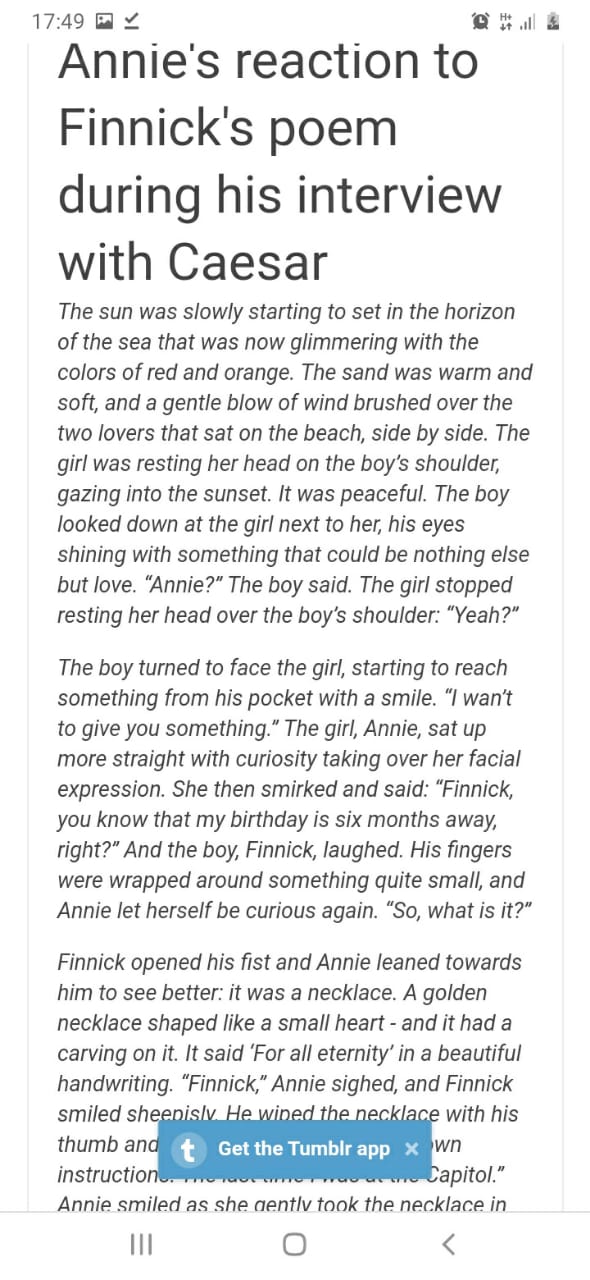 17:49
H+
Annie's reaction to
Finnick's poem
during his interview
with Caesar
The sun was slowly starting to set in the horizon
of the sea that was now glimmering with the
colors of red and orange. The sand was warm and
soft, and a gentle blow of wind brushed over the
two lovers that sat on the beach, side by side. The
girl was resting her head on the boy’s shoulder,
gazing into the sunset. It was peaceful. The boy
looked down at the girl next to her, his eyes
shining with something that could be nothing else
but love. “Annie?” The boy said. The girl stopped
resting her head over the boy’s shoulder: “Yeah?”
The boy turned to face the girl, starting to reach
something from his pocket with a smile. “I wan’t
to give you something.” The girl, Annie, sat up
more straight with curiosity taking over her facial
expression. She then smirked and said: “Finnick,
you know that my birthday is six months away,
right?” And the boy, Finnick, laughed. His fingers
were wrapped around something quite small, and
Annie let herself be curious again. “So, what is it?”
Finnick opened his fist and Annie leaned towards
him to see better: it was a necklace. A golden
necklace shaped like a small heart - and it had a
carving on it. It said ‘For all eternity’ in a beautiful
handwriting. “Finnick,” Annie sighed, and Finnick
smiled sheepisly. He wiped the necklace with his
thumb and wn
t Get the Tumblr app ×
instruction Capitol.”
Annie smiled as she gently took the necklace in